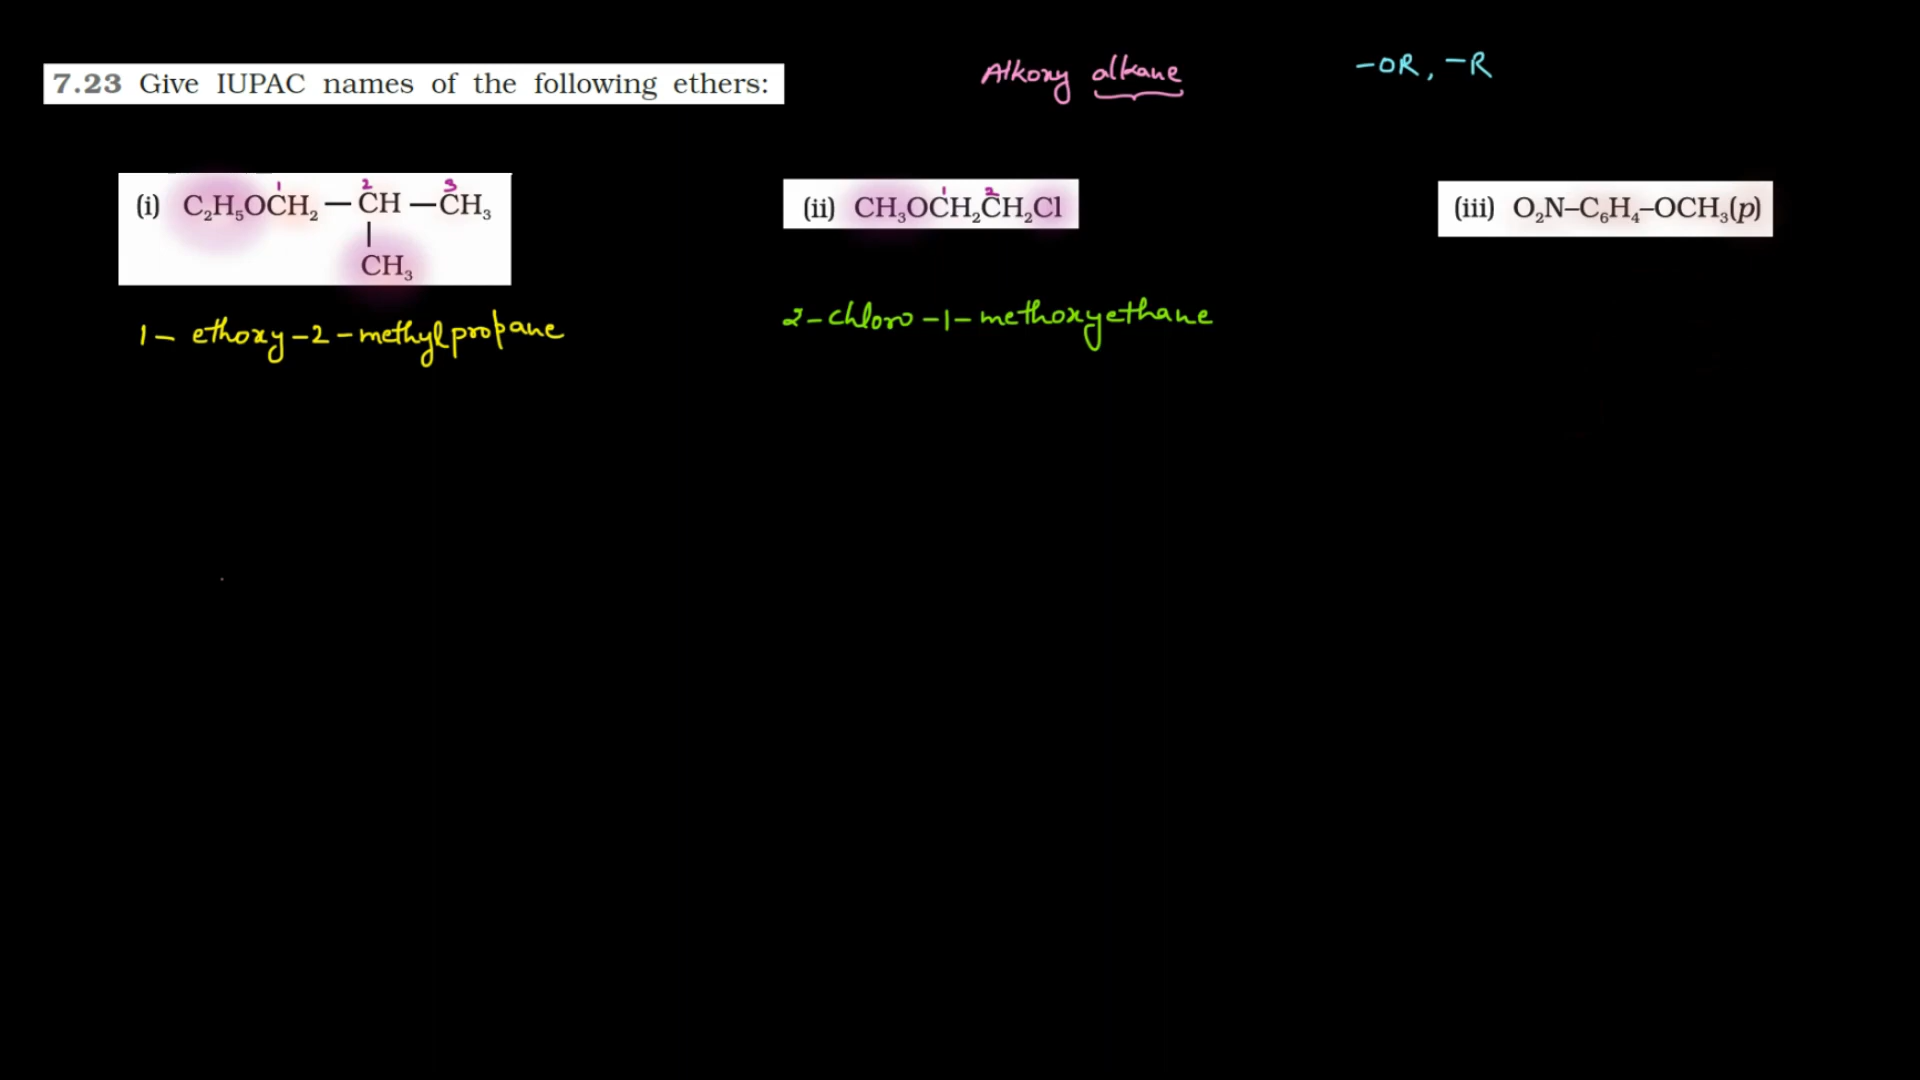 7.23 Give IUPAC names of the following ethers:
Alkoxy alkane
-OR, -R
(i) C₂H₅OCH₂ — CH — CH₃
1 2 3
|
CH₃
(ii) CH₃OCH₂CH₂Cl
1 2
(iii) O₂N–C₆H₄–OCH₃(p)
1- ethoxy-2-methylpropane
2-chloro-1-methoxyethane